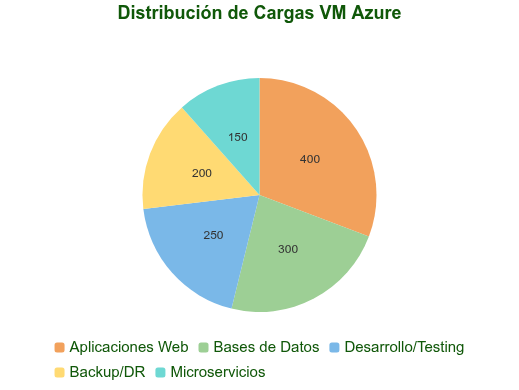 Distribución de Cargas VM Azure
150
400
200
250
300
Aplicaciones Web Bases de Datos Desarrollo/Testing
Backup/DR Microservicios